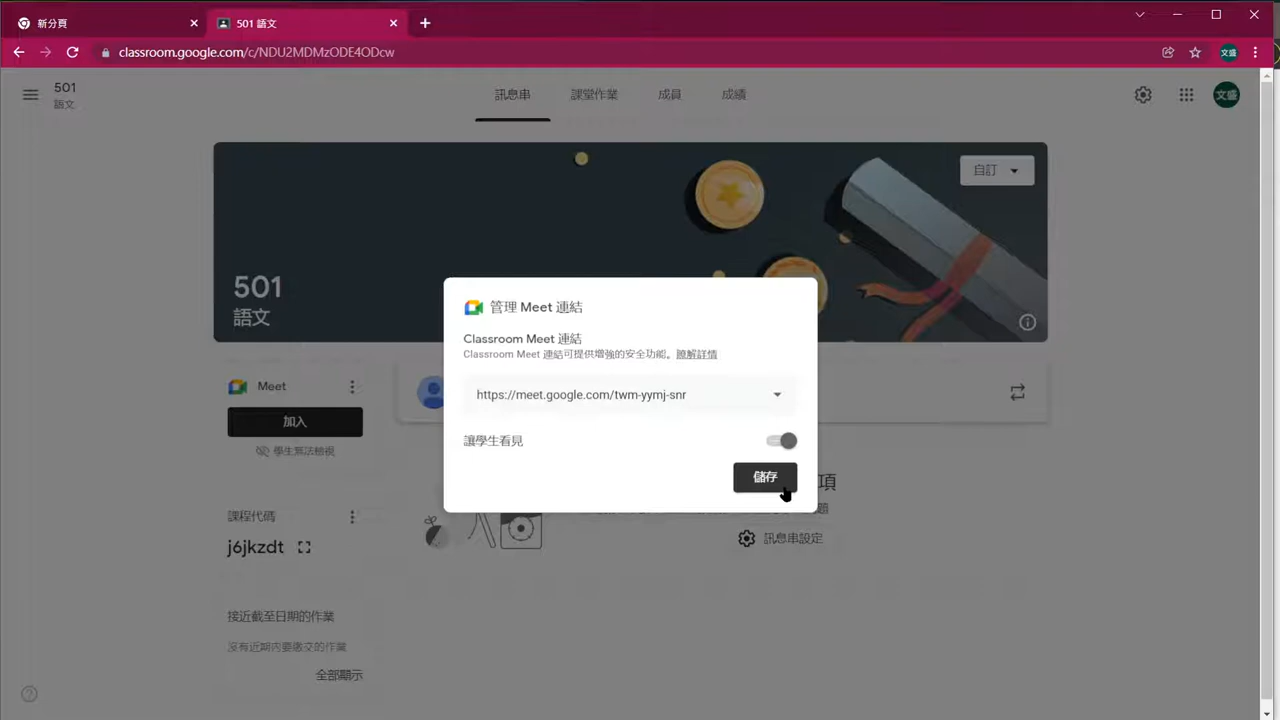 新分頁
501 語文
classroom.google.com/c/NDU2MDMzODE4ODcw
文盛
501
語文
訊息串
課堂作業
成員
成績
文盛
自訂
501
語文
管理 Meet 連結
Classroom Meet 連結
Classroom Meet 連結可提供增強的安全功能。瞭解詳情
https://meet.google.com/twm-yymj-snr
讓學生看見
儲存
Meet
加入
學生無法檢視
項
題
訊息串設定
課程代碼
j6jkzdt
接近截至日期的作業
沒有近期內要繳交的作業
全部顯示